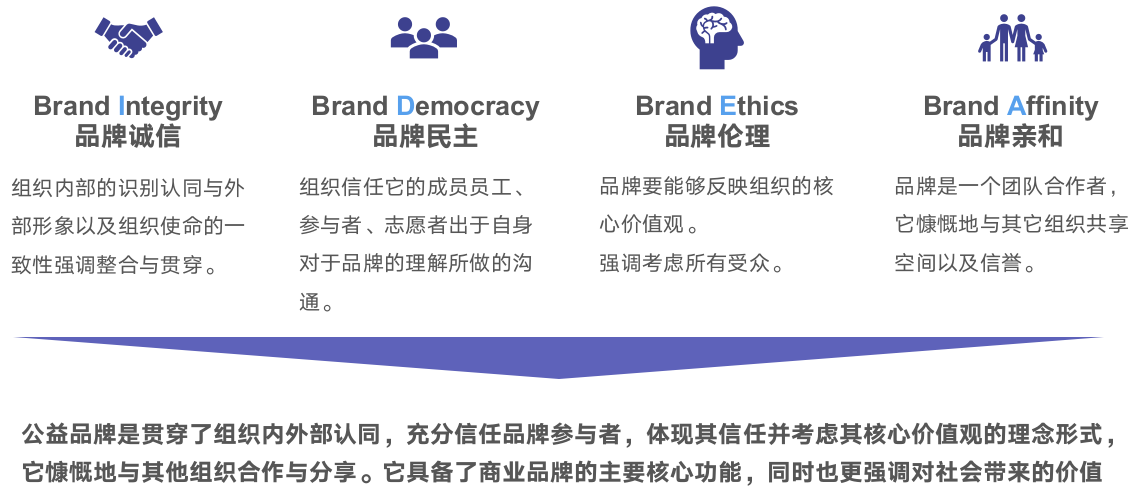 Brand Integrity
品牌诚信
组织内部的识别认同与外
部形象以及组织使命的一
致性强调整合与贯穿。
Brand Democracy
品牌民主
组织信任它的成员员工、
参与者、志愿者出于自身
对于品牌的理解所做的沟
通。
Brand Ethics
品牌伦理
品牌要能够反映组织的核
心价值观。
强调考虑所有受众。
Brand Affinity
品牌亲和
品牌是一个团队合作者，
它慷慨地与其它组织共享
空间以及信誉。
公益品牌是贯穿了组织内外部认同，充分信任品牌参与者，体现其信任并考虑其核心价值观的理念形式，
它慷慨地与其他组织合作与分享。它具备了商业品牌的主要核心功能，同时也更强调对社会带来的价值